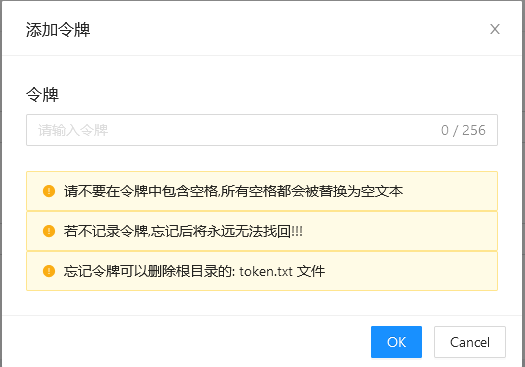 添加令牌
令牌
请输入令牌 0 / 256
请不要在令牌中包含空格,所有空格都会被替换为空文本
若不记录令牌,忘记后将永远无法找回!!!
忘记令牌可以删除根目录的: token.txt 文件
OK Cancel